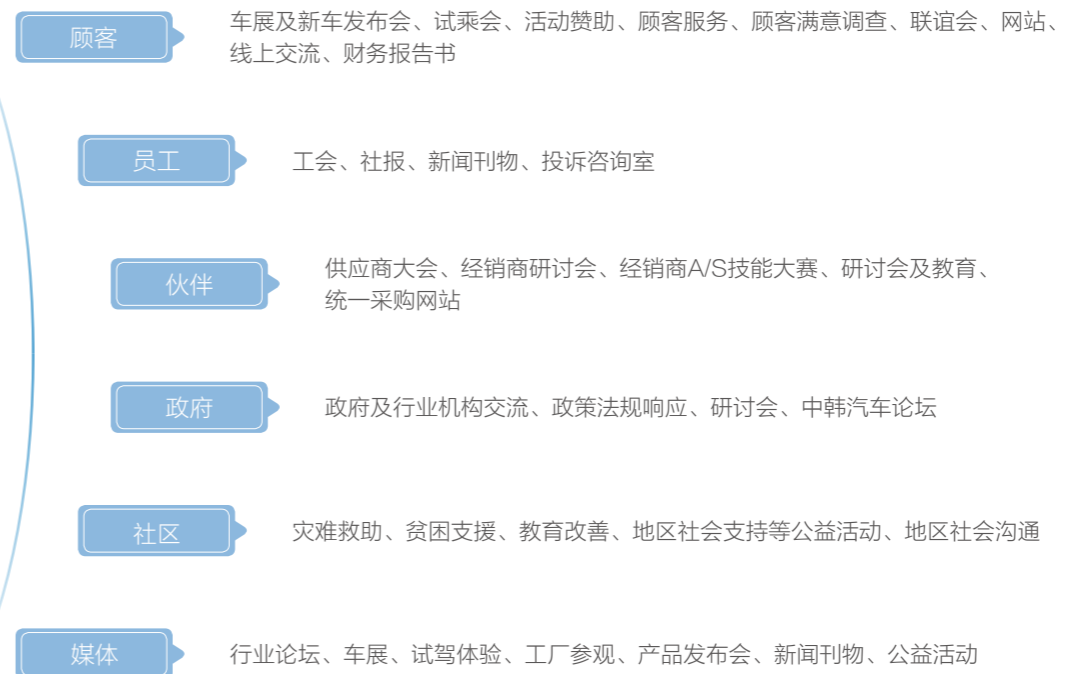 顾客
车展及新车发布会、试乘会、活动赞助、顾客服务、顾客满意调查、联谊会、网站、
线上交流、财务报告书
员工
工会、社报、新闻刊物、投诉咨询室
伙伴
供应商大会、经销商研讨会、经销商A/S技能大赛、研讨会及教育、
统一采购网站
政府
政府及行业机构交流、政策法规响应、研讨会、中韩汽车论坛
社区
灾难救助、贫困支援、教育改善、地区社会支持等公益活动、地区社会沟通
媒体
行业论坛、车展、试驾体验、工厂参观、产品发布会、新闻刊物、公益活动